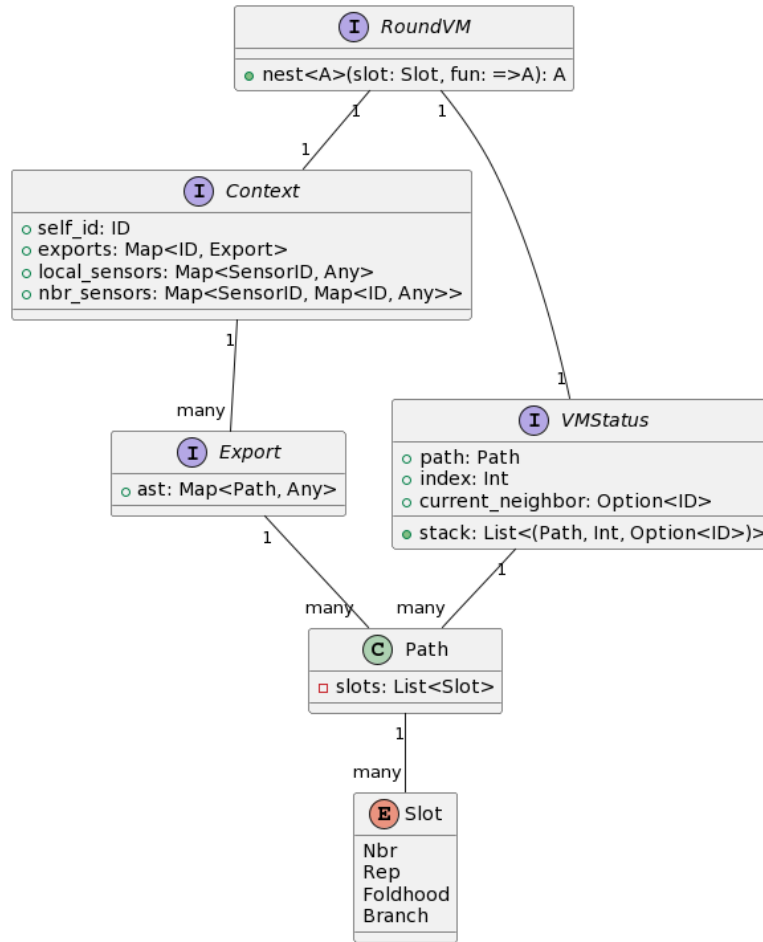 I RoundVM
nest<A>(slot: Slot, fun: =>A): A
1 1
1
I Context
self_id: ID
exports: Map<ID, Export>
local_sensors: Map<SensorID, Any>
nbr_sensors: Map<SensorID, Map<ID, Any>>
1
1
many
I VMStatus
path: Path
index: Int
current_neighbor: Option<ID>
stack: List<(Path, Int, Option<ID>)>
I Export
ast: Map<Path, Any>
1
1
many many
C Path
slots: List<Slot>
1
many
E Slot
Nbr
Rep
Foldhood
Branch